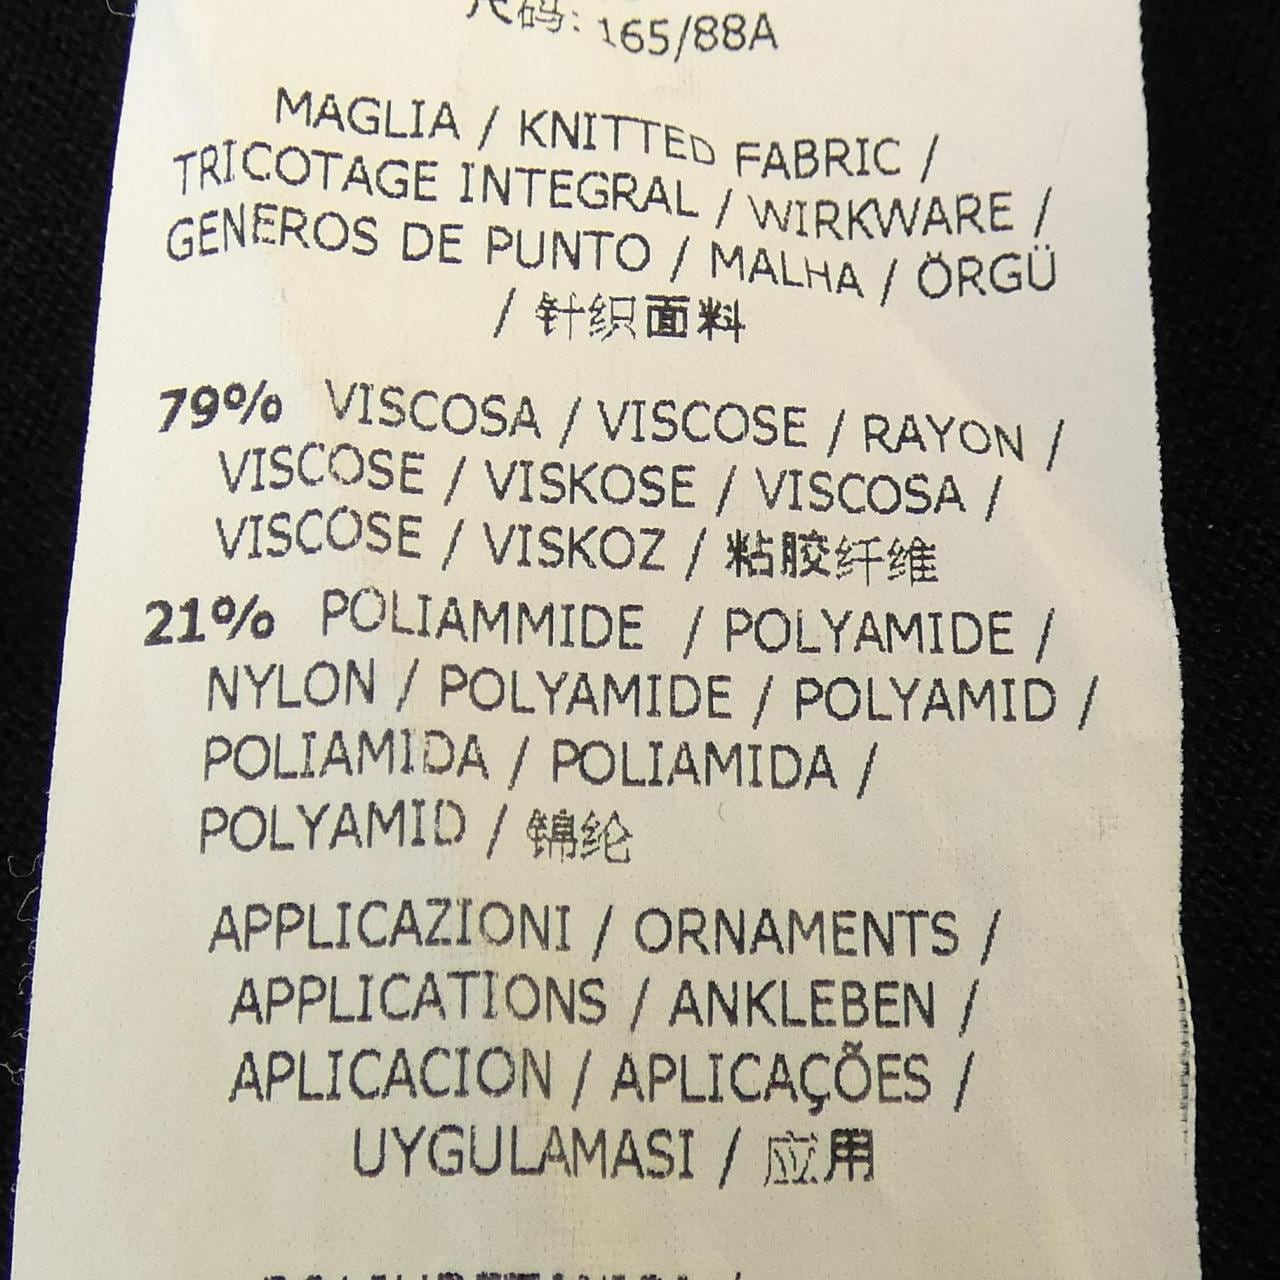 尺码: 165/88A
MAGLIA / KNITTED FABRIC /
TRICOTAGE INTEGRAL / WIRKWARE /
GENEROS DE PUNTO / MALHA / ÖRGÜ
/ 针织面料
79% VISCOSA / VISCOSE / RAYON /
VISCOSE / VISKOSE / VISCOSA /
VISCOSE / VISKOZ / 粘胶纤维
21% POLIAMMIDE / POLYAMIDE /
NYLON / POLYAMIDE / POLYAMID /
POLIAMIDA / POLIAMIDA /
POLYAMID / 锦纶
APPLICAZIONI / ORNAMENTS /
APPLICATIONS / ANKLEBEN /
APLICACION / APLICAÇÕES /
UYGULAMASI / 应用